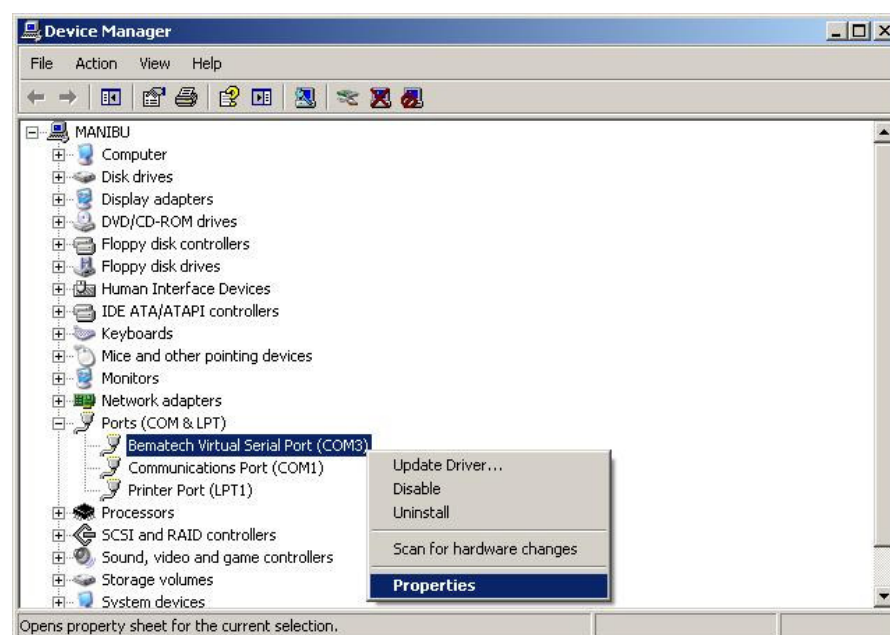 Device Manager
File Action View Help
MANIBU
Computer
Disk drives
Display adapters
DVD/CD-ROM drives
Floppy disk controllers
Floppy disk drives
Human Interface Devices
IDE ATA/ATAPI controllers
Keyboards
Mice and other pointing devices
Monitors
Network adapters
Ports (COM & LPT)
Bematech Virtual Serial Port (COM3)
Communications Port (COM1)
Printer Port (LPT1)
Processors
SCSI and RAID controllers
Sound, video and game controllers
Storage volumes
System devices
Update Driver...
Disable
Uninstall
Scan for hardware changes
Properties
Opens property sheet for the current selection.